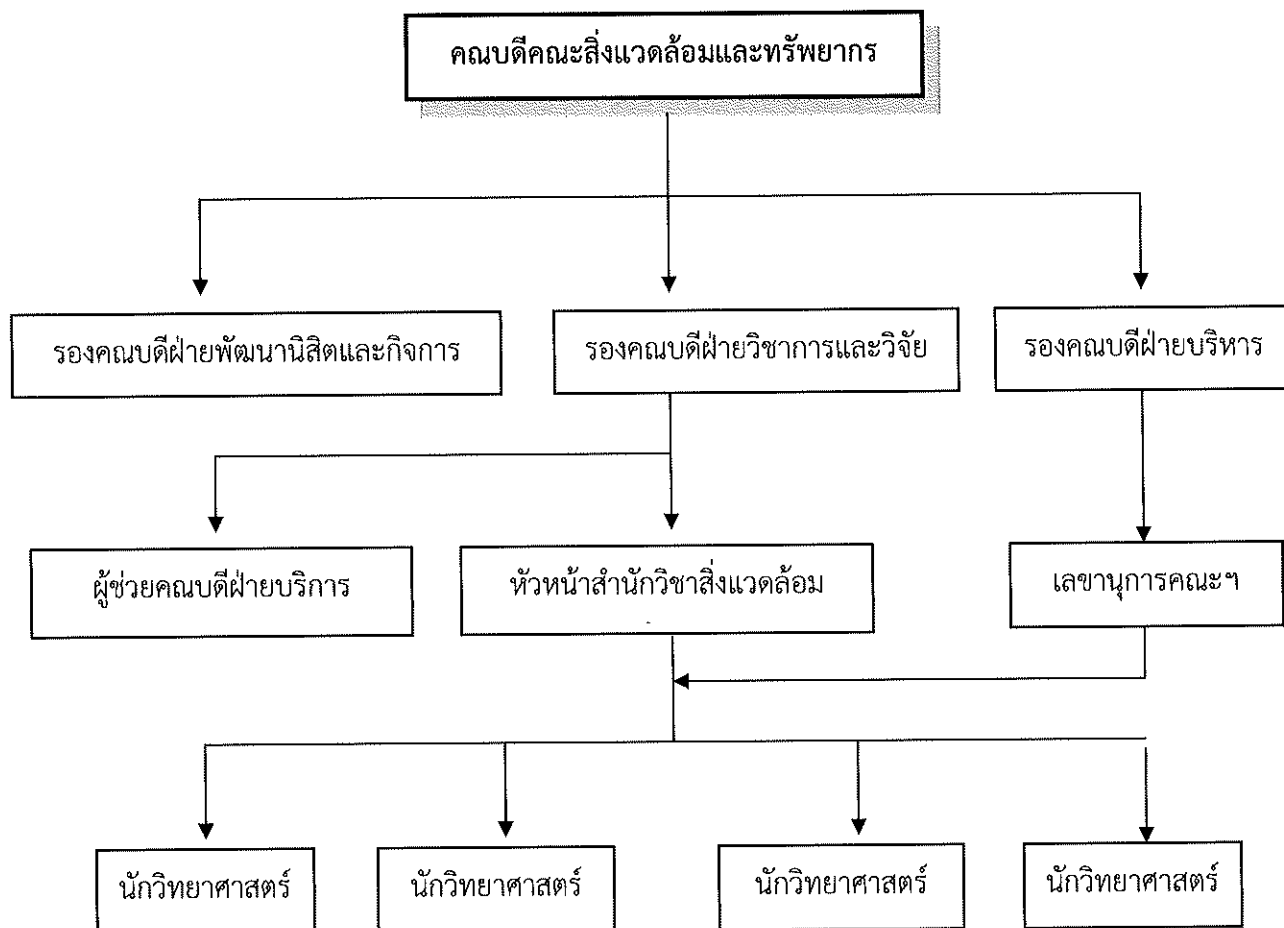 คณบดีคณะสิ่งแวดล้อมและทรัพยากร
รองคณบดีฝ่ายพัฒนานิสิตและกิจการ
รองคณบดีฝ่ายวิชาการและวิจัย
รองคณบดีฝ่ายบริหาร
ผู้ช่วยคณบดีฝ่ายบริการ
หัวหน้าสำนักวิชาสิ่งแวดล้อม
เลขานุการคณะฯ
นักวิทยาศาสตร์
นักวิทยาศาสตร์
นักวิทยาศาสตร์
นักวิทยาศาสตร์